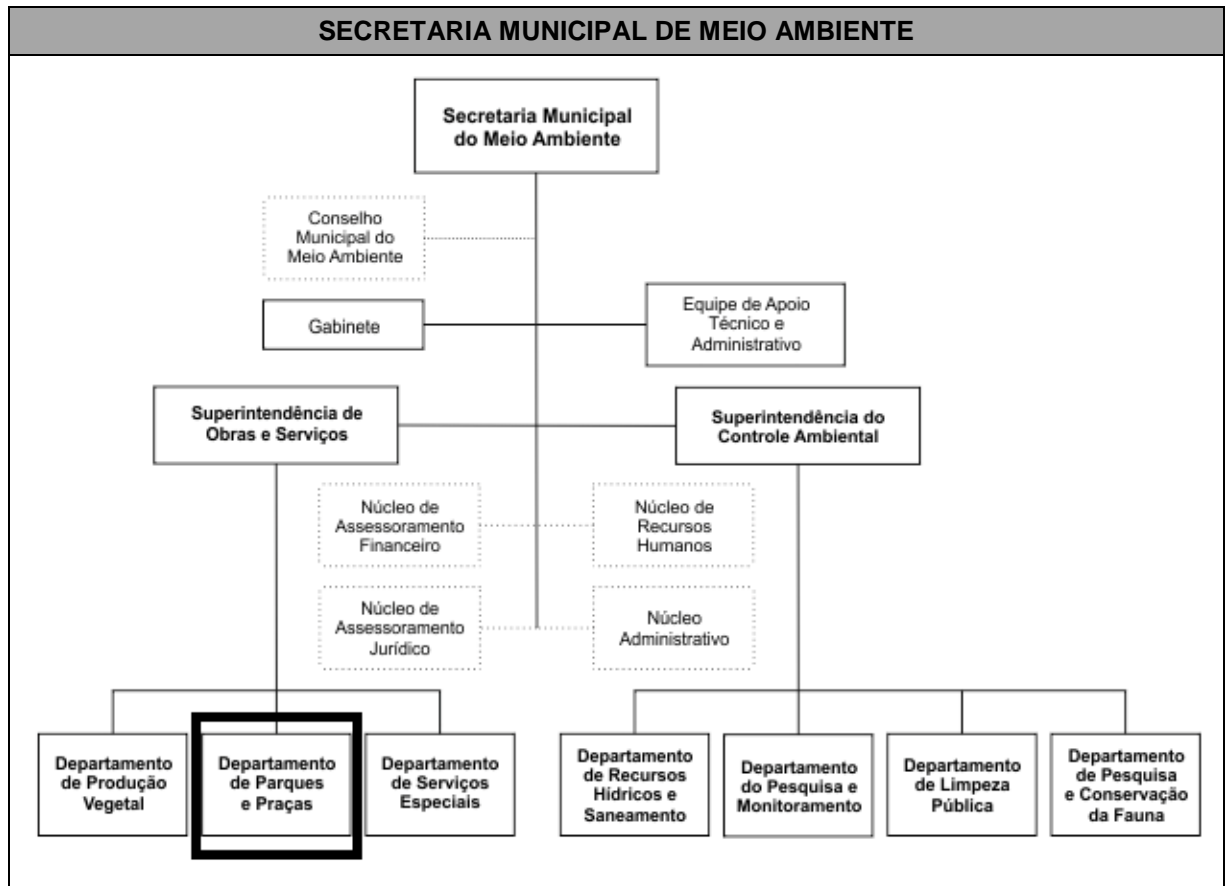 SECRETARIA MUNICIPAL DE MEIO AMBIENTE
Secretaria Municipal
do Meio Ambiente
Conselho
Municipal do
Meio Ambiente
Gabinete
Equipe de Apoio
Técnico e
Administrativo
Superintendência de
Obras e Serviços
Superintendência do
Controle Ambiental
Núcleo de
Assessoramento
Financeiro
Núcleo de
Recursos
Humanos
Núcleo de
Assessoramento
Jurídico
Núcleo
Administrativo
Departamento
de Produção
Vegetal
Departamento
de Parques
e Praças
Departamento
de Serviços
Especiais
Departamento
de Recursos
Hídricos e
Saneamento
Departamento
do Pesquisa e
Monitoramento
Departamento
de Limpeza
Pública
Departamento
de Pesquisa
e Conservação
da Fauna